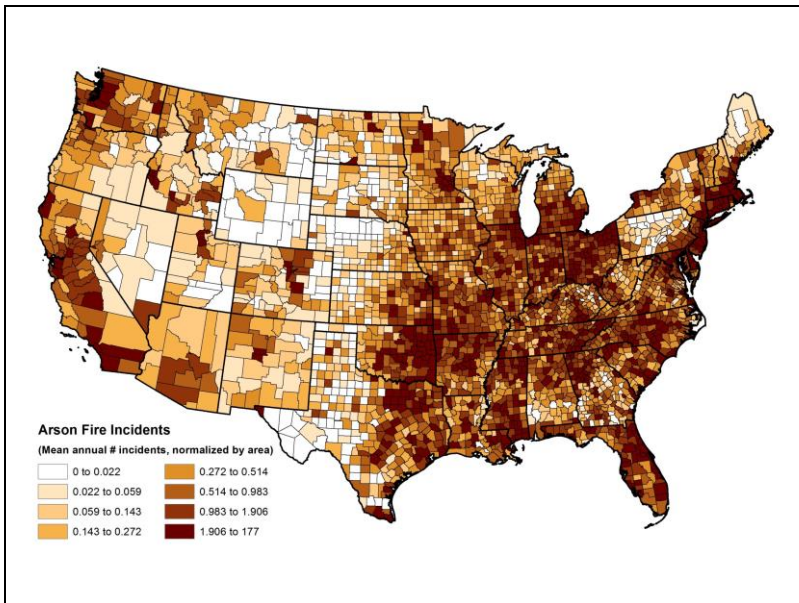 Arson Fire Incidents
(Mean annual # incidents, normalized by area)
0 to 0.022
0.022 to 0.059
0.059 to 0.143
0.143 to 0.272
0.272 to 0.514
0.514 to 0.983
0.983 to 1.906
1.906 to 177